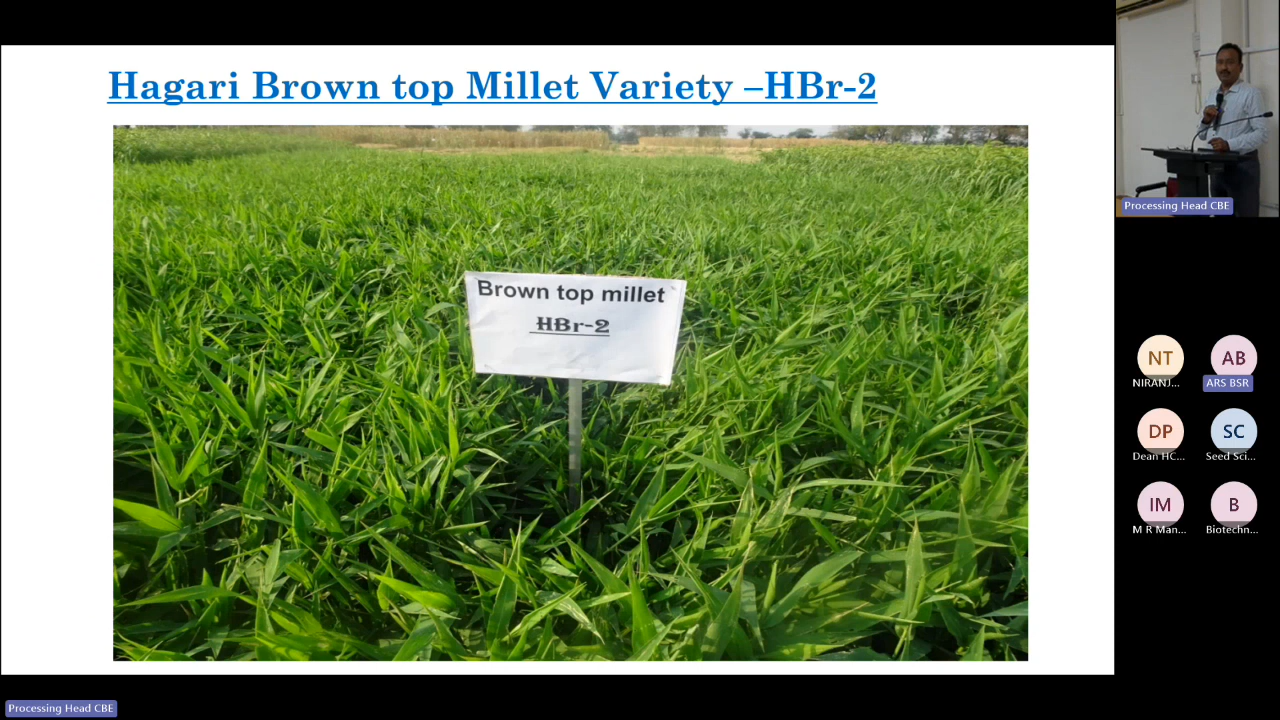 Hagari Brown top Millet Variety –HBr-2
Brown top millet
HBr-2
Processing Head CBE
NT
NIRANJ...
AB
ARS BSR
DP
Dean HC...
SC
Seed Sci...
IM
M R Man...
B
Biotechn...
Processing Head CBE